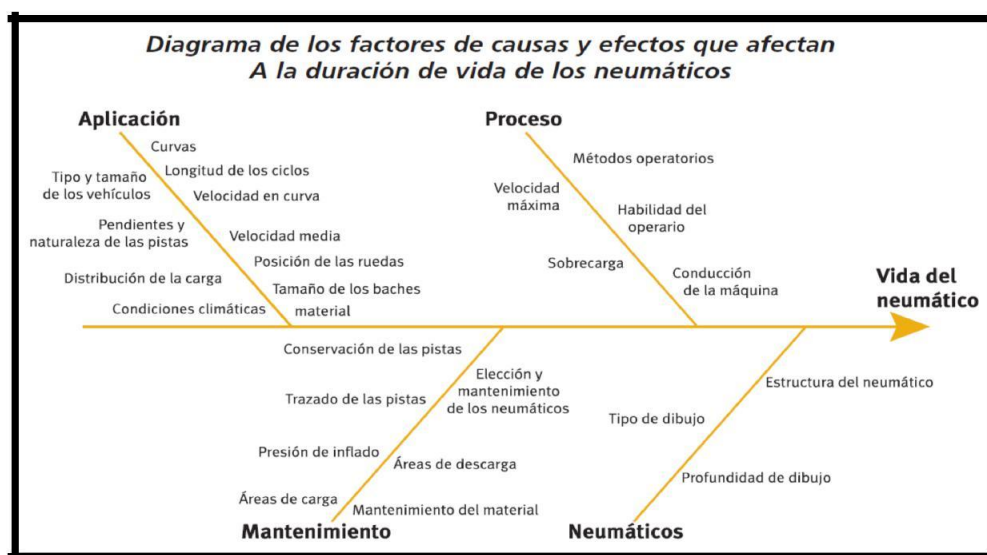 Diagrama de los factores de causas y efectos que afectan
A la duración de vida de los neumáticos
Aplicación
Curvas
Longitud de los ciclos
Tipo y tamaño
de los vehículos
Velocidad en curva
Pendientes y
naturaleza de las pistas
Velocidad media
Posición de las ruedas
Distribución de la carga
Tamaño de los baches
Condiciones climáticas
material
Proceso
Métodos operatorios
Velocidad
máxima
Habilidad del
operario
Sobrecarga
Conducción
de la máquina
Vida del
neumático
Conservación de las pistas
Elección y
mantenimiento
de los neumáticos
Trazado de las pistas
Presión de inflado
Áreas de descarga
Áreas de carga
Mantenimiento del material
Mantenimiento
Estructura del neumático
Tipo de dibujo
Profundidad de dibujo
Neumáticos